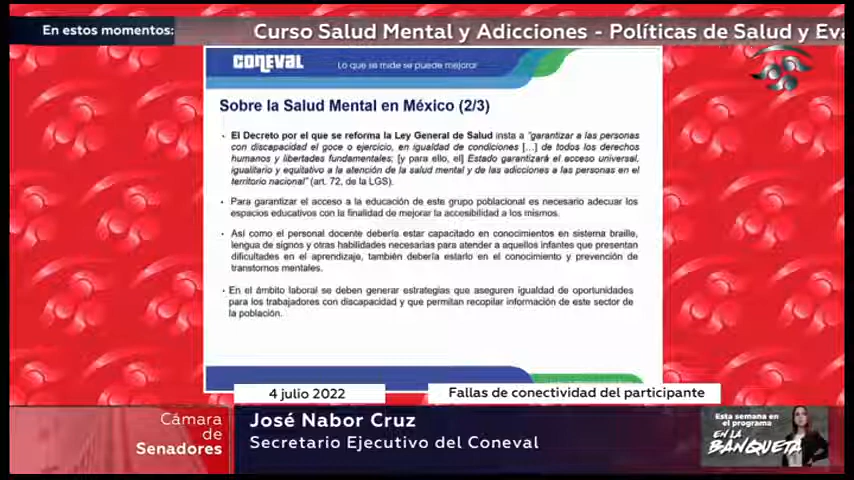 En estos momentos:
Curso Salud Mental y Adicciones - Políticas de Salud y Eva
CONEVAL
Lo que se mide se puede mejorar
Sobre la Salud Mental en México (2/3)
• El Decreto por el que se reforma la Ley General de Salud insta a "garantizar a las personas
con discapacidad el goce o ejercicio, en igualdad de condiciones [...] de todos los derechos
humanos y libertades fundamentales; [y para ello, el] Estado garantizará el acceso universal,
igualitario y equitativo a la atención de la salud mental y de las adicciones a las personas en el
territorio nacional" (art. 72, de la LGS).
• Para garantizar el acceso a la educación de este grupo poblacional es necesario adecuar los
espacios educativos con la finalidad de mejorar la accesibilidad a los mismos.
• Así como el personal docente debería estar capacitado en conocimientos en sistema braille,
lengua de signos y otras habilidades necesarias para atender a aquellos infantes que presentan
dificultades en el aprendizaje, también debería estarlo en el conocimiento y prevención de
transtornos mentales.
• En el ámbito laboral se deben generar estrategias que aseguren igualdad de oportunidades
para los trabajadores con discapacidad y que permitan recopilar información de este sector de
la población.
4 julio 2022
Fallas de conectividad del participante
Cámara
de
Senadores
José Nabor Cruz
Secretario Ejecutivo del Coneval
Esta semana en
el programa
EN LA
BANQUETA